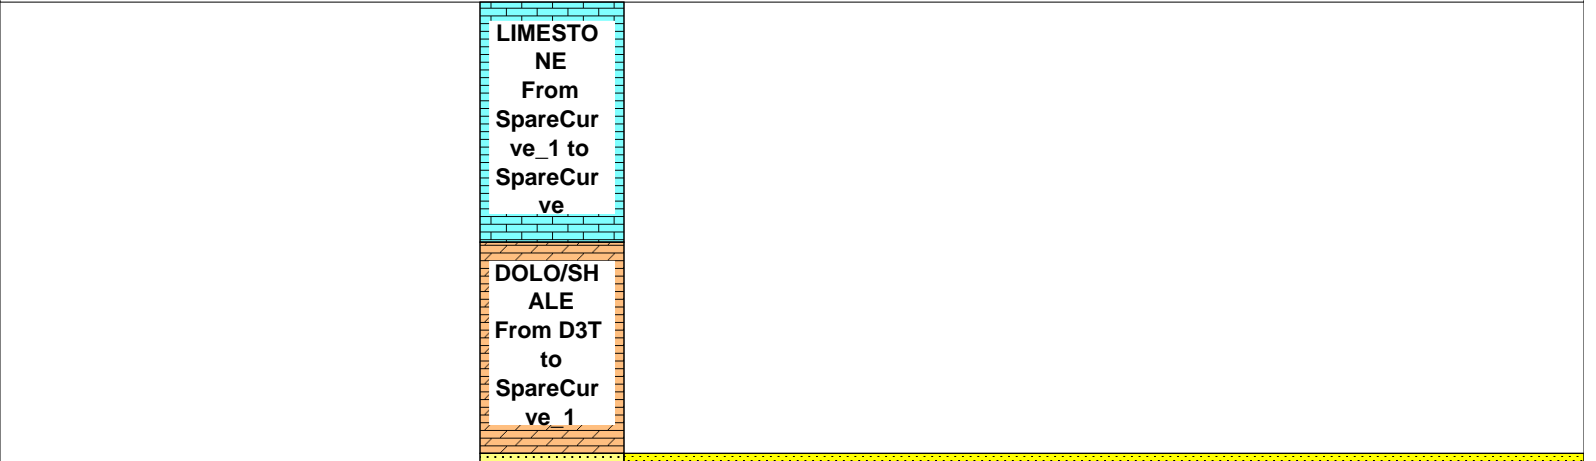 LIMESTO
NE
From
SpareCur
ve_1 to
SpareCur
ve
DOLO/SH
ALE
From D3T
to
SpareCur
ve_1